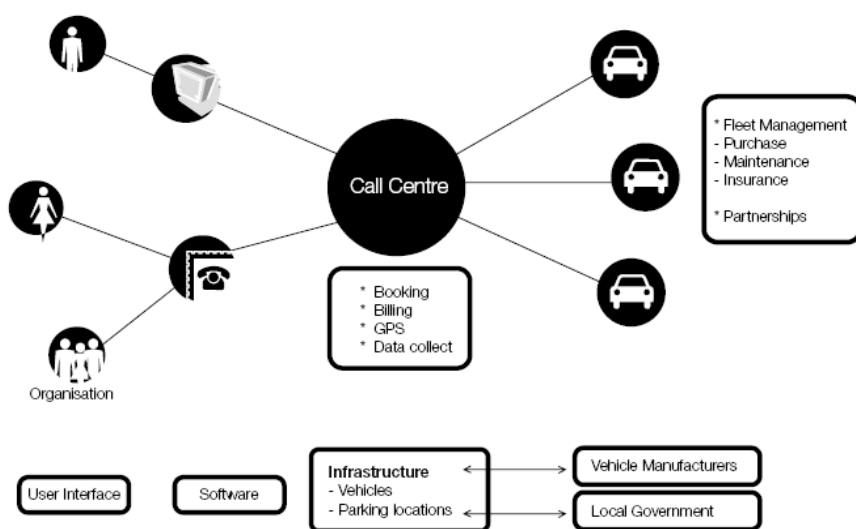 Call Centre
* Fleet Management
- Purchase
- Maintenance
- Insurance
* Partnerships
* Booking
* Billing
* GPS
* Data collect
Organisation
User Interface
Software
Infrastructure
- Vehicles
- Parking locations
Vehicle Manufacturers
Local Government